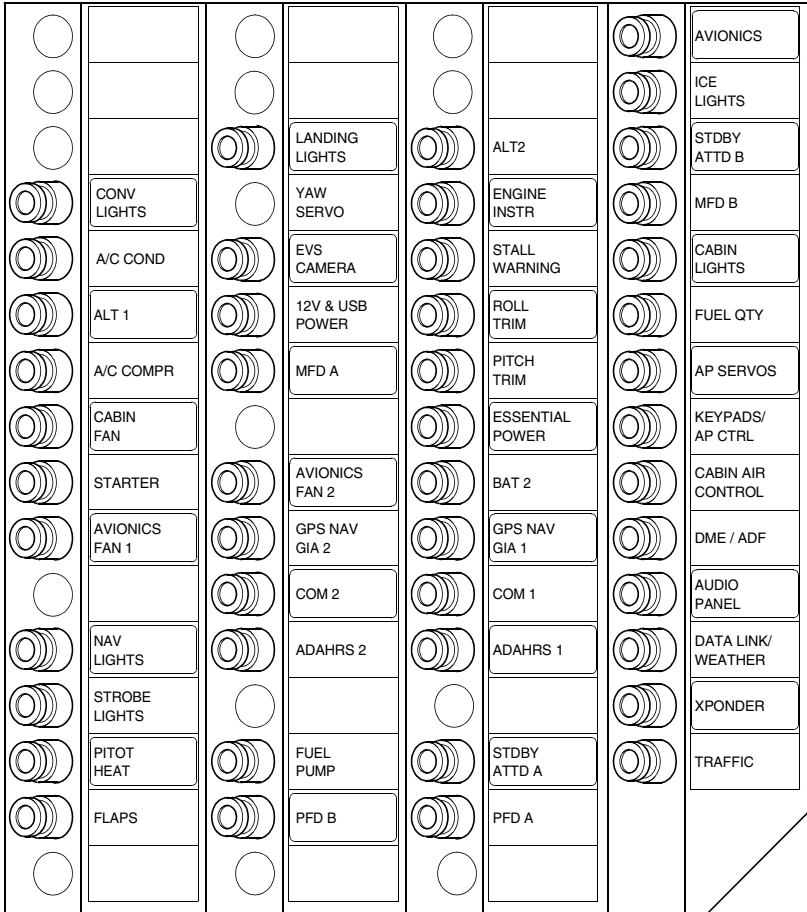 CONV
LIGHTS
A/C COND
ALT 1
A/C COMPR
CABIN
FAN
STARTER
AVIONICS
FAN 1
NAV
LIGHTS
STROBE
LIGHTS
PITOT
HEAT
FLAPS
LANDING
LIGHTS
YAW
SERVO
EVS
CAMERA
12V & USB
POWER
MFD A
AVIONICS
FAN 2
GPS NAV
GIA 2
COM 2
ADAHRS 2
FUEL
PUMP
PFD B
ALT2
ENGINE
INSTR
STALL
WARNING
ROLL
TRIM
PITCH
TRIM
ESSENTIAL
POWER
BAT 2
GPS NAV
GIA 1
COM 1
ADAHRS 1
STDBY
ATTD A
PFD A
AVIONICS
ICE
LIGHTS
STDBY
ATTD B
MFD B
CABIN
LIGHTS
FUEL QTY
AP SERVOS
KEYPADS/
AP CTRL
CABIN AIR
CONTROL
DME / ADF
AUDIO
PANEL
DATA LINK/
WEATHER
XPONDER
TRAFFIC